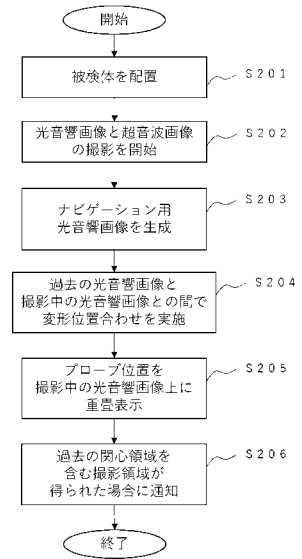 開始
被検体を配置
S201
光音響画像と超音波画像
の撮影を開始
S202
ナビゲーション用
光音響画像を生成
S203
過去の光音響画像と
撮影中の光音響画像との間で
変形位置合わせを実施
S204
プローブ位置を
撮影中の光音響画像上に
重畳表示
S205
過去の関心領域を
含む撮影領域が
得られた場合に通知
S206
終了